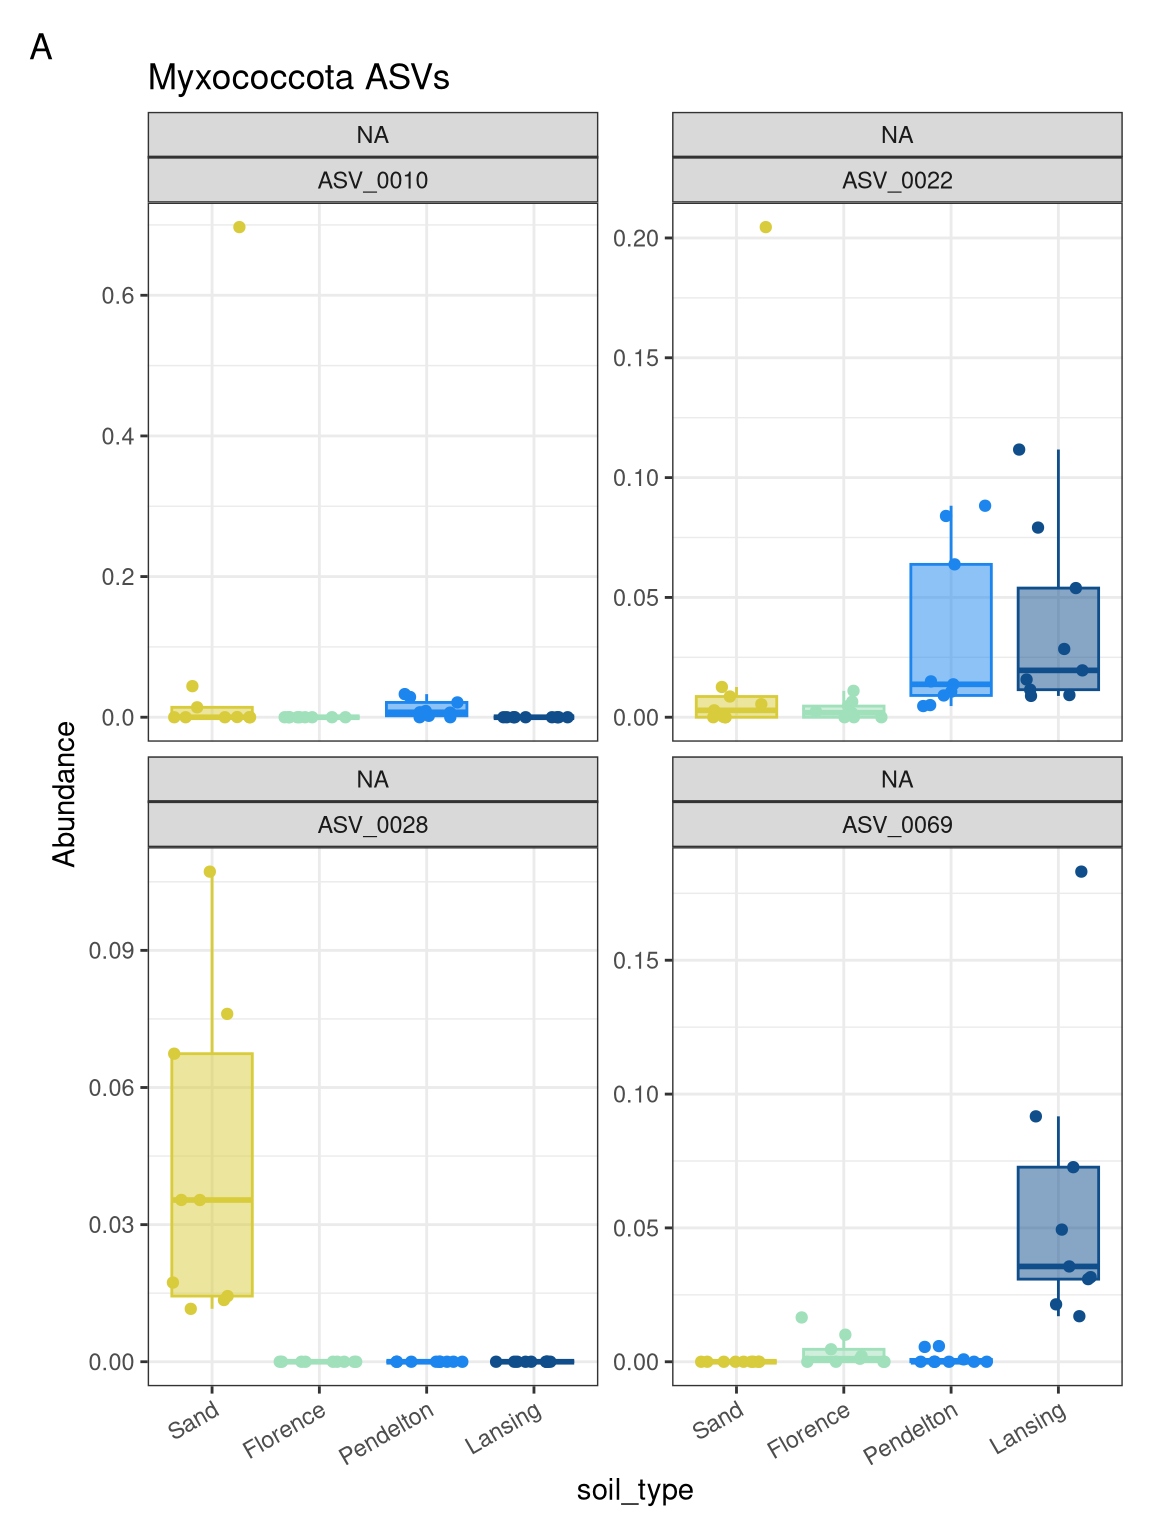 A
Myxococcota ASVs
NA
NA
ASV_0010
ASV_0022
0.6
0.4
0.2
0.0
0.20
0.15
0.10
0.05
0.00
Abundance
NA
NA
ASV_0028
ASV_0069
0.09
0.06
0.03
0.00
0.15
0.10
0.05
0.00
Sand
Florence
Pendelton
Lansing
Sand
Florence
Pendelton
Lansing
soil_type